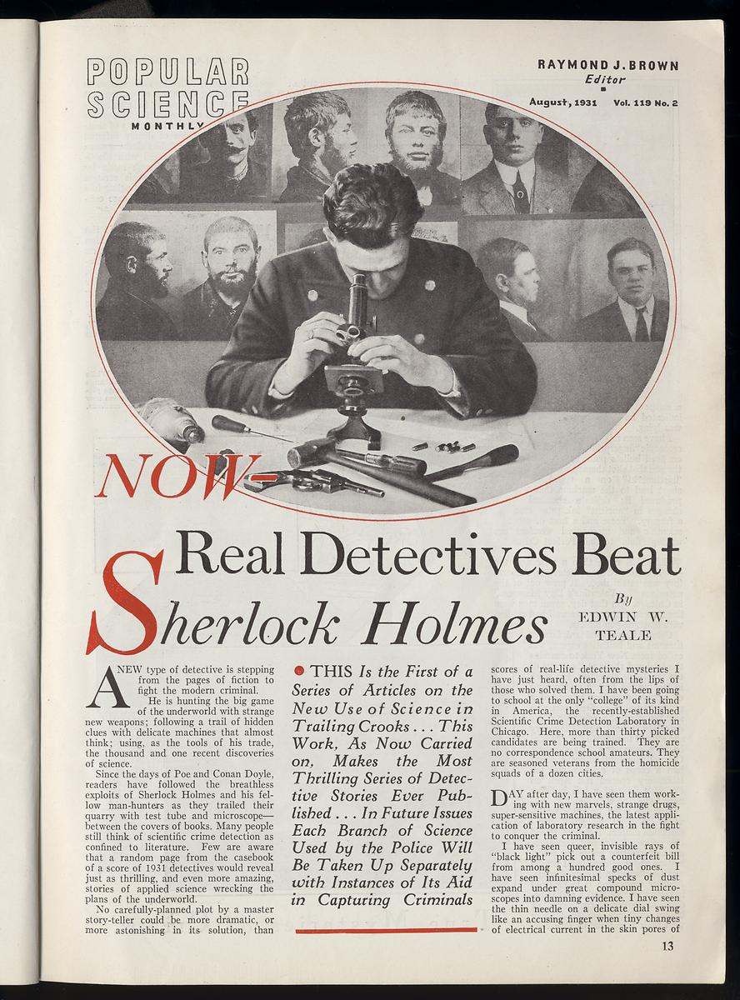 POPULAR
SCIENCE
MONTHLY
RAYMOND J. BROWN
Editor
August, 1931 Vol. 119 No. 2
NOW-
Real Detectives Beat
Sherlock Holmes
By
EDWIN W.
TEALE
A NEW type of detective is stepping
from the pages of fiction to
fight the modern criminal.
He is hunting the big game
of the underworld with strange
new weapons; following a trail of hidden
clues with delicate machines that almost
think; using, as the tools of his trade,
the thousand and one recent discoveries
of science.
Since the days of Poe and Conan Doyle,
readers have followed the breathless
exploits of Sherlock Holmes and his fel-
low man-hunters as they trailed their
quarry with test tube and microscope—
between the covers of books. Many people
still think of scientific crime detection as
confined to literature. Few are aware
that a random page from the casebook
of a score of 1931 detectives would reveal
just as thrilling, and even more amazing,
stories of applied science wrecking the
plans of the underworld.
No carefully-planned plot by a master
story-teller could be more dramatic, or
more astonishing in its solution, than
• THIS Is the First of a
Series of Articles on the
New Use of Science in
Trailing Crooks . . . This
Work, As Now Carried
on, Makes the Most
Thrilling Series of Detec-
tive Stories Ever Pub-
lished . . . In Future Issues
Each Branch of Science
Used by the Police Will
Be Taken Up Separately
with Instances of Its Aid
in Capturing Criminals
scores of real-life detective mysteries I
have just heard, often from the lips of
those who solved them. I have been going
to school at the only "college" of its kind
in America, the recently-established
Scientific Crime Detection Laboratory in
Chicago. Here, more than thirty picked
candidates are being trained. They are
no correspondence school amateurs. They
are seasoned veterans from the homicide
squads of a dozen cities.
DAY after day, I have seen them work-
ing with new marvels, strange drugs,
super-sensitive machines, the latest appli-
cation of laboratory research in the fight
to conquer the criminal.
I have seen queer, invisible rays of
"black light" pick out a counterfeit bill
from among a hundred good ones. I
have seen infinitesimal specks of dust
expand under great compound micro-
scopes into damning evidence. I have seen
the thin needle on a delicate dial swing
like an accusing finger when tiny changes
of electrical current in the skin pores of
13